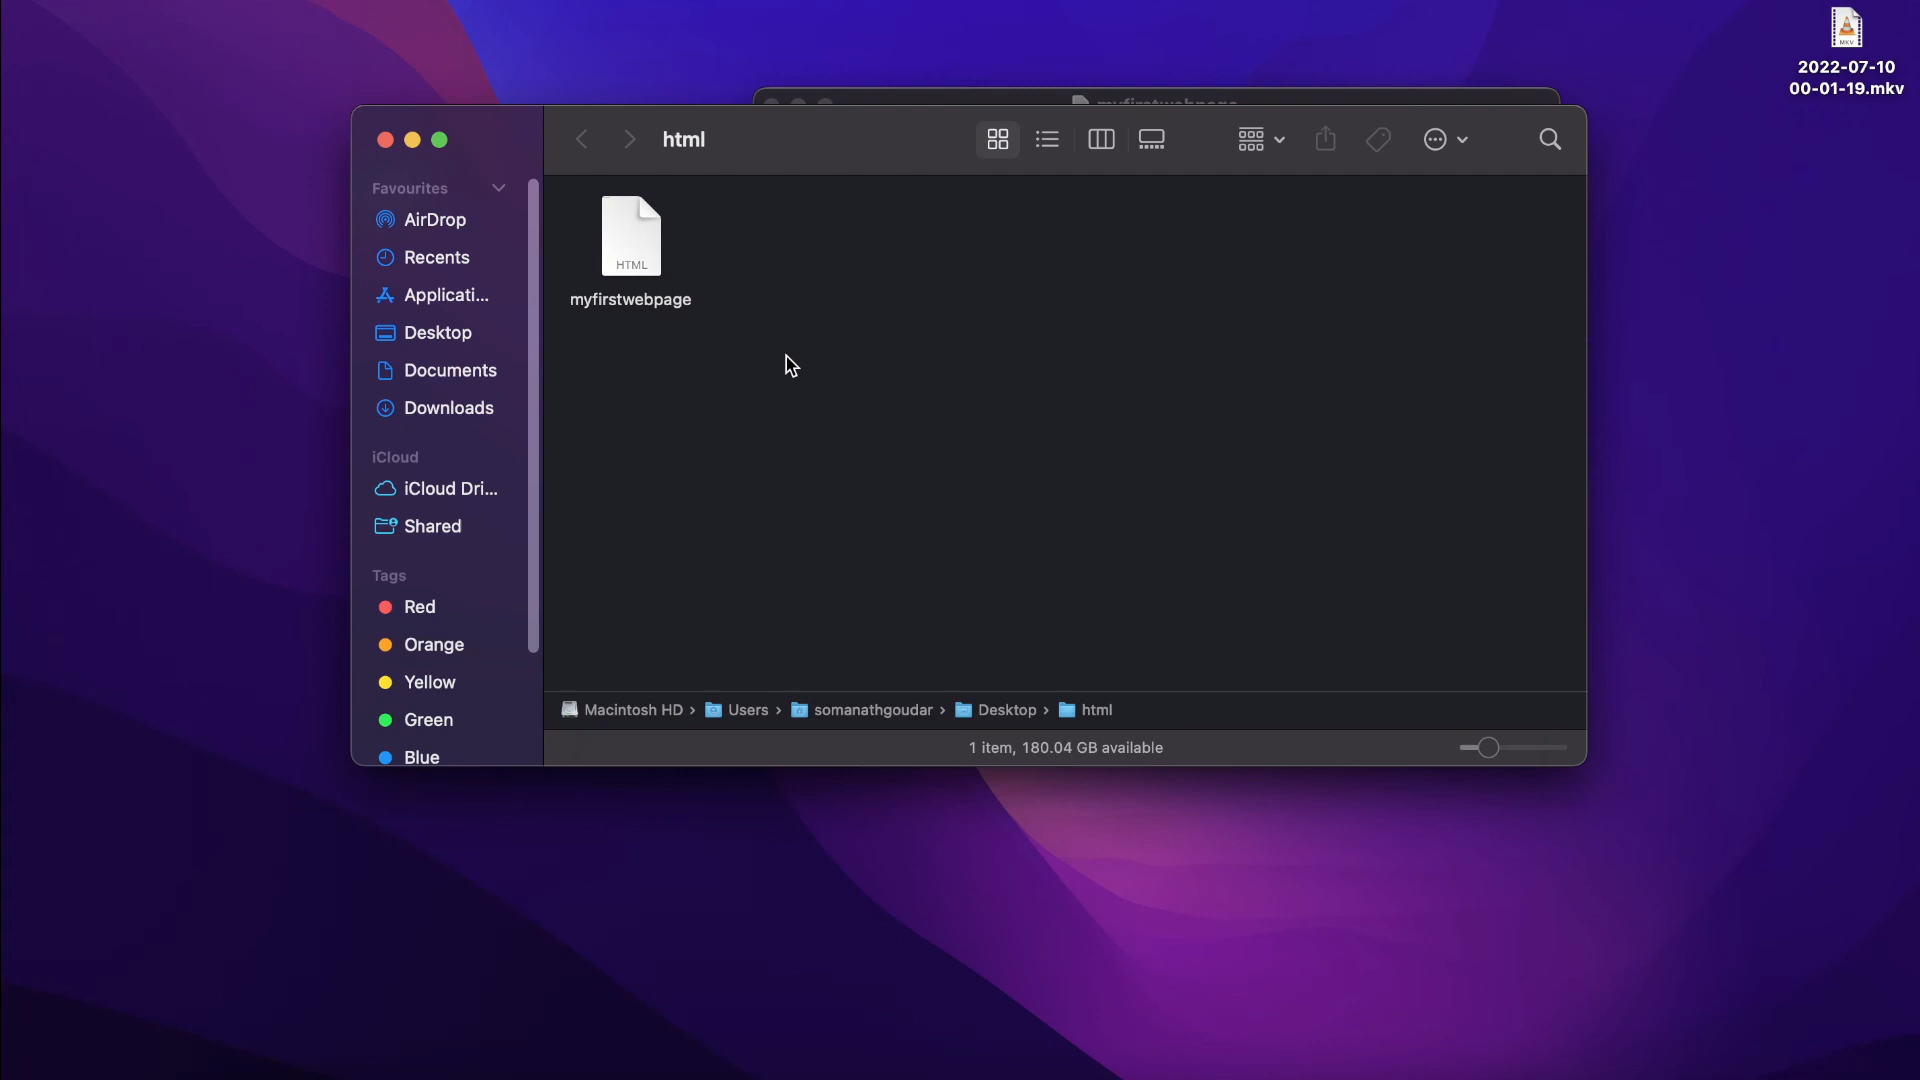 MKV
2022-07-10
00-01-19.mkv
myfirstwebpage
html
Favourites
AirDrop
Recents
Applicati...
Desktop
Documents
Downloads
iCloud
iCloud Dri...
Shared
Tags
Red
Orange
Yellow
Green
Blue
HTML
myfirstwebpage
Macintosh HD › Users › somanathgoudar › Desktop › html
1 item, 180.04 GB available